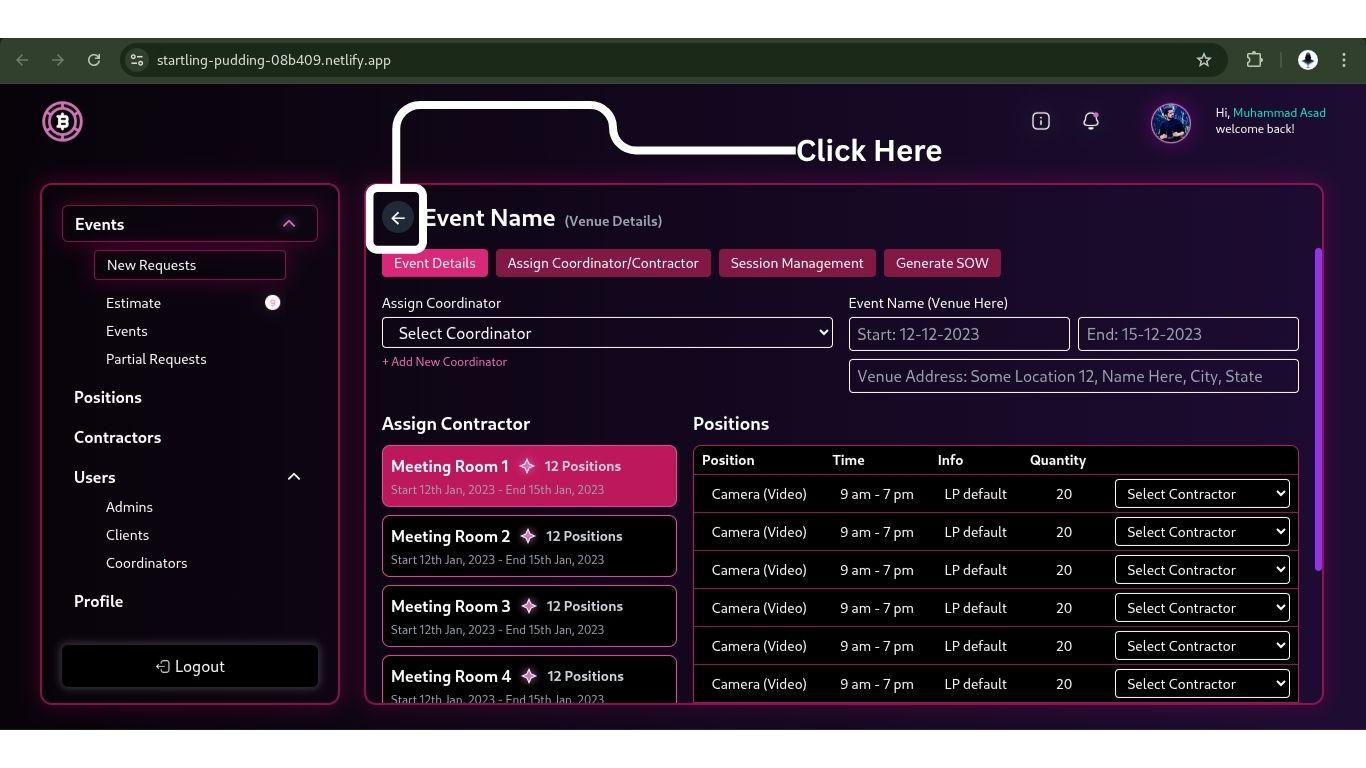 startling-pudding-08b409.netlify.app
Hi, Muhammad Asad
welcome back!
Click Here
Events
New Requests
Estimate 9
Events
Partial Requests
Positions
Contractors
Users
Admins
Clients
Coordinators
Profile
Logout
Event Name (Venue Details)
Event Details Assign Coordinator/Contractor Session Management Generate SOW
Assign Coordinator
Select Coordinator
+ Add New Coordinator
Event Name (Venue Here)
Start: 12-12-2023 End: 15-12-2023
Venue Address: Some Location 12, Name Here, City, State
Assign Contractor
Meeting Room 1 12 Positions
Start 12th Jan, 2023 - End 15th Jan, 2023
Meeting Room 2 12 Positions
Start 12th Jan, 2023 - End 15th Jan, 2023
Meeting Room 3 12 Positions
Start 12th Jan, 2023 - End 15th Jan, 2023
Meeting Room 4 12 Positions
Start 12th Jan, 2023 - End 15th Jan, 2023
Positions
Position Time Info Quantity
Camera (Video) 9 am - 7 pm LP default 20 Select Contractor
Camera (Video) 9 am - 7 pm LP default 20 Select Contractor
Camera (Video) 9 am - 7 pm LP default 20 Select Contractor
Camera (Video) 9 am - 7 pm LP default 20 Select Contractor
Camera (Video) 9 am - 7 pm LP default 20 Select Contractor
Camera (Video) 9 am - 7 pm LP default 20 Select Contractor